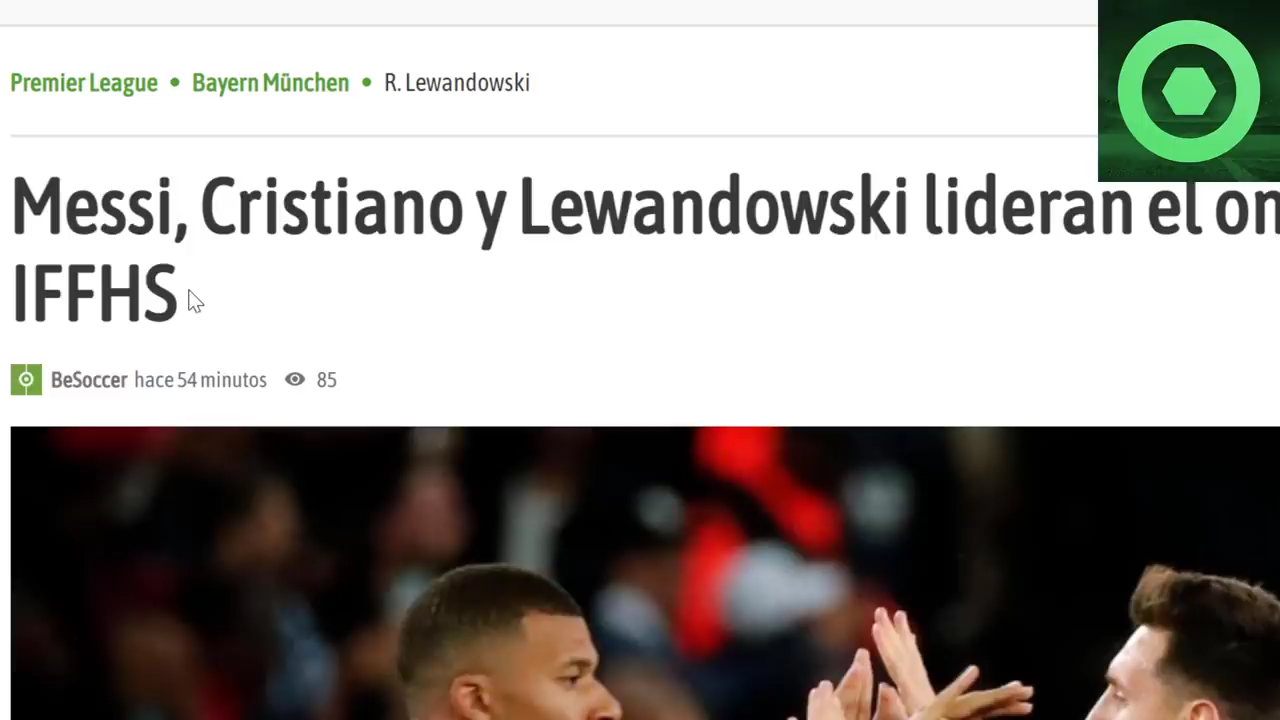 Premier League • Bayern München • R. Lewandowski
Messi, Cristiano y Lewandowski lideran el on
IFFHS
BeSoccer hace 54 minutos 85